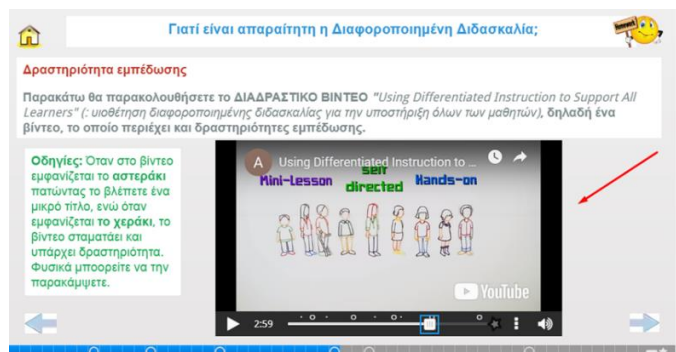 Γιατί είναι απαραίτητη η Διαφοροποιημένη Διδασκαλία;
Homework
Δραστηριότητα εμπέδωσης
Παρακάτω θα παρακολουθήσετε το ΔΙΑΔΡΑΣΤΙΚΟ ΒΙΝΤΕΟ "Using Differentiated Instruction to Support All
Learners" (: υιοθέτηση διαφοροποιημένης διδασκαλίας για την υποστήριξη όλων των μαθητών), δηλαδή ένα
βίντεο, το οποίο περιέχει και δραστηριότητες εμπέδωσης.
Οδηγίες: Όταν στο βίντεο
εμφανίζεται το αστεράκι
πατώντας το βλέπετε ένα
μικρό τίτλο, ενώ όταν
εμφανίζεται το χεράκι, το
βίντεο σταματάει και
υπάρχει δραστηριότητα.
Φυσικά μποορείτε να την
παρακάμψετε.
A Using Differentiated Instruction to ...
Mini-Lesson
self
directed
Hands-on
YouTube
2:59